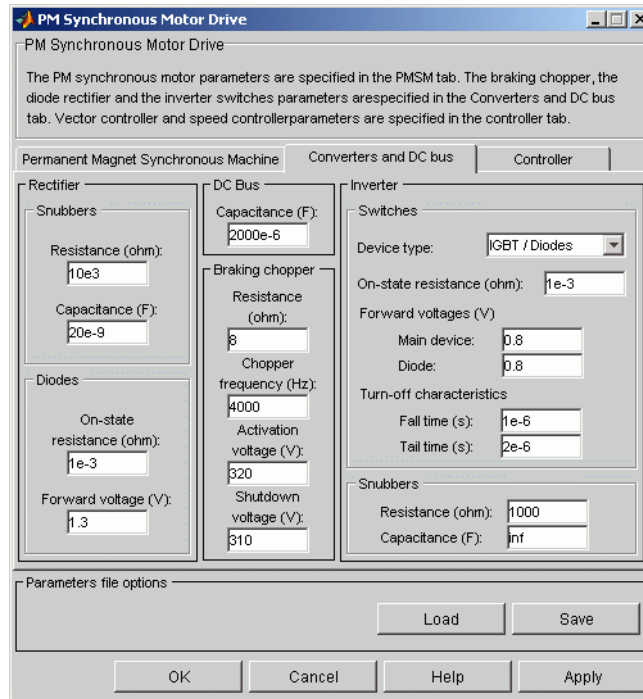 PM Synchronous Motor Drive
PM Synchronous Motor Drive
The PM synchronous motor parameters are specified in the PMSM tab. The braking chopper, the
diode rectifier and the inverter switches parameters arespecified in the Converters and DC bus
tab. Vector controller and speed controllerparameters are specified in the controller tab.
Permanent Magnet Synchronous Machine
Converters and DC bus
Controller
Rectifier
Snubbers
Resistance (ohm):
10e3
Capacitance (F):
20e-9
Diodes
On-state
resistance (ohm):
1e-3
Forward voltage (V):
1.3
DC Bus
Capacitance (F):
2000e-6
Braking chopper
Resistance
(ohm):
8
Chopper
frequency (Hz):
4000
Activation
voltage (V):
320
Shutdown
voltage (V):
310
Inverter
Switches
Device type: IGBT / Diodes
On-state resistance (ohm): 1e-3
Forward voltages (V)
Main device: 0.8
Diode: 0.8
Turn-off characteristics
Fall time (s): 1e-6
Tail time (s): 2e-6
Snubbers
Resistance (ohm): 1000
Capacitance (F): inf
Parameters file options
Load
Save
OK
Cancel
Help
Apply